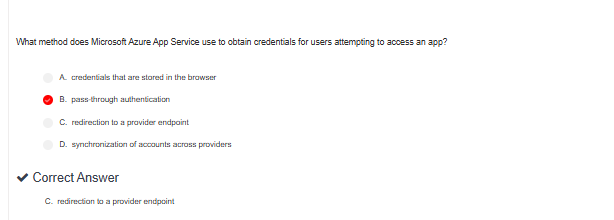 What method does Microsoft Azure App Service use to obtain credentials for users attempting to access an app?
A. credentials that are stored in the browser
B. pass-through authentication
C. redirection to a provider endpoint
D. synchronization of accounts across providers
Correct Answer
C. redirection to a provider endpoint